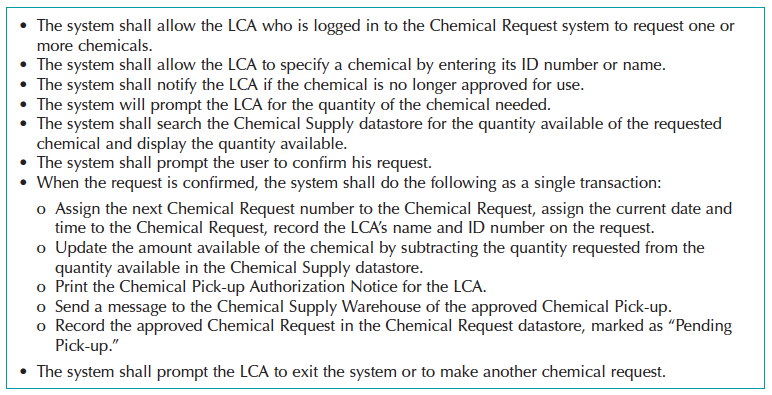 • The system shall allow the LCA who is logged in to the Chemical Request system to request one or
more chemicals.
• The system shall allow the LCA to specify a chemical by entering its ID number or name.
• The system shall notify the LCA if the chemical is no longer approved for use.
• The system will prompt the LCA for the quantity of the chemical needed.
• The system shall search the Chemical Supply datastore for the quantity available of the requested
chemical and display the quantity available.
• The system shall prompt the user to confirm his request.
• When the request is confirmed, the system shall do the following as a single transaction:
o Assign the next Chemical Request number to the Chemical Request, assign the current date and
time to the Chemical Request, record the LCA’s name and ID number on the request.
o Update the amount available of the chemical by subtracting the quantity requested from the
quantity available in the Chemical Supply datastore.
o Print the Chemical Pick-up Authorization Notice for the LCA.
o Send a message to the Chemical Supply Warehouse of the approved Chemical Pick-up.
o Record the approved Chemical Request in the Chemical Request datastore, marked as “Pending
Pick-up.”
• The system shall prompt the LCA to exit the system or to make another chemical request.